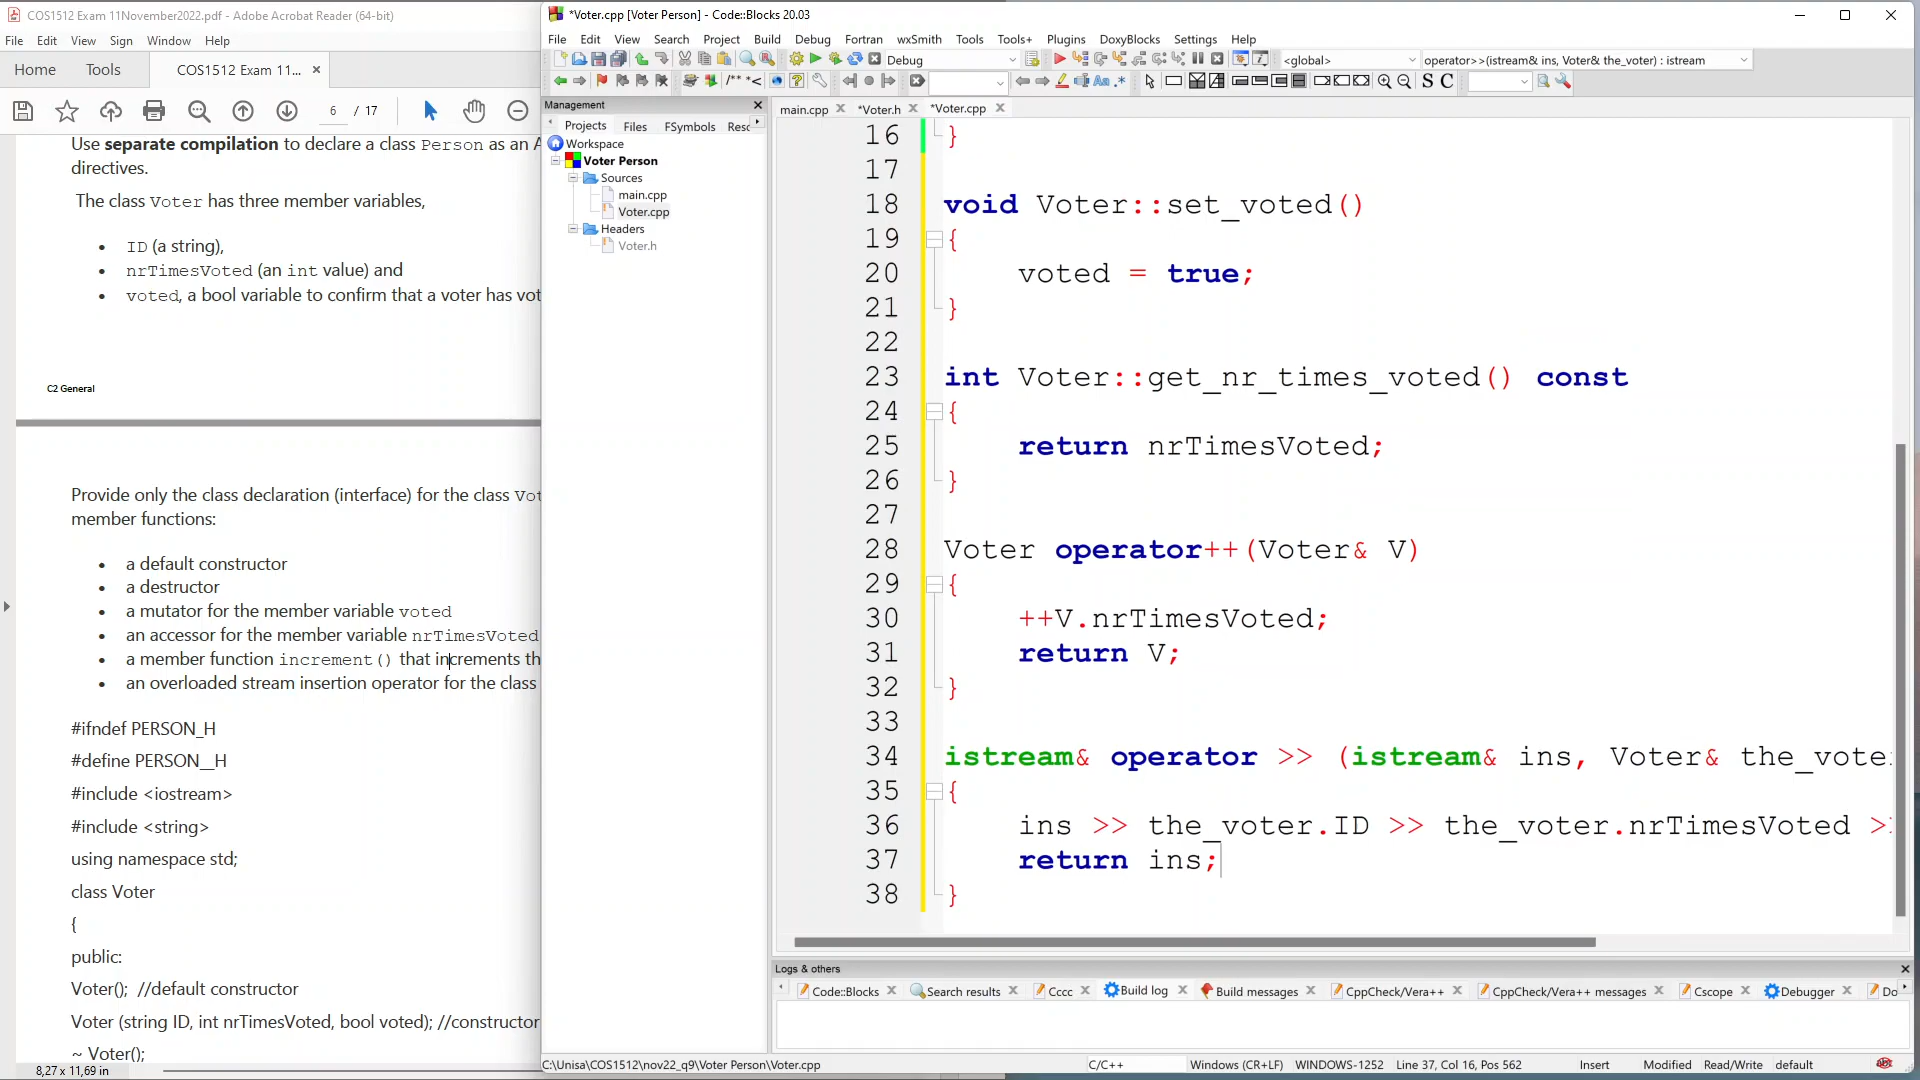 COS1512 Exam 11November2022.pdf - Adobe Acrobat Reader (64-bit)
File Edit View Sign Window Help
Home Tools COS1512 Exam 11... ×
6 / 17
Use separate compilation to declare a class Person as an A
directives.
The class Voter has three member variables,
• ID (a string),
• nrTimesVoted (an int value) and
• voted, a bool variable to confirm that a voter has vot
C2 General
Provide only the class declaration (interface) for the class Vot
member functions:
• a default constructor
• a destructor
• a mutator for the member variable voted
• an accessor for the member variable nrTimesVoted
• a member function increment() that increments th
• an overloaded stream insertion operator for the class
#ifndef PERSON_H
#define PERSON__H
#include <iostream>
#include <string>
using namespace std;
class Voter
{
public:
Voter(); //default constructor
Voter (string ID, int nrTimesVoted, bool voted); //constructor
~ Voter();
8,27 x 11,69 in
*Voter.cpp [Voter Person] - Code::Blocks 20.03
File Edit View Search Project Build Debug Fortran wxSmith Tools Tools+ Plugins DoxyBlocks Settings Help
Debug
<global>
operator>>(istream& ins, Voter& the_voter) : istream
/** *< Aa .* S C
Management
Projects Files FSymbols Resc
Workspace
Voter Person
Sources
main.cpp
Voter.cpp
Headers
Voter.h
main.cpp *Voter.h *Voter.cpp
16 }
17
18 void Voter::set_voted()
19 {
20 voted = true;
21 }
22
23 int Voter::get_nr_times_voted() const
24 {
25 return nrTimesVoted;
26 }
27
28 Voter operator++(Voter& V)
29 {
30 ++V.nrTimesVoted;
31 return V;
32 }
33
34 istream& operator >> (istream& ins, Voter& the_vote
35 {
36 ins >> the_voter.ID >> the_voter.nrTimesVoted >
37 return ins;
38 }
Logs & others
Code::Blocks Search results Cccc Build log Build messages CppCheck/Vera++ CppCheck/Vera++ messages Cscope Debugger Do
C:\Unisa\COS1512\nov22_q9\Voter Person\Voter.cpp C/C++ Windows (CR+LF) WINDOWS-1252 Line 37, Col 16, Pos 562 Insert Modified Read/Write default